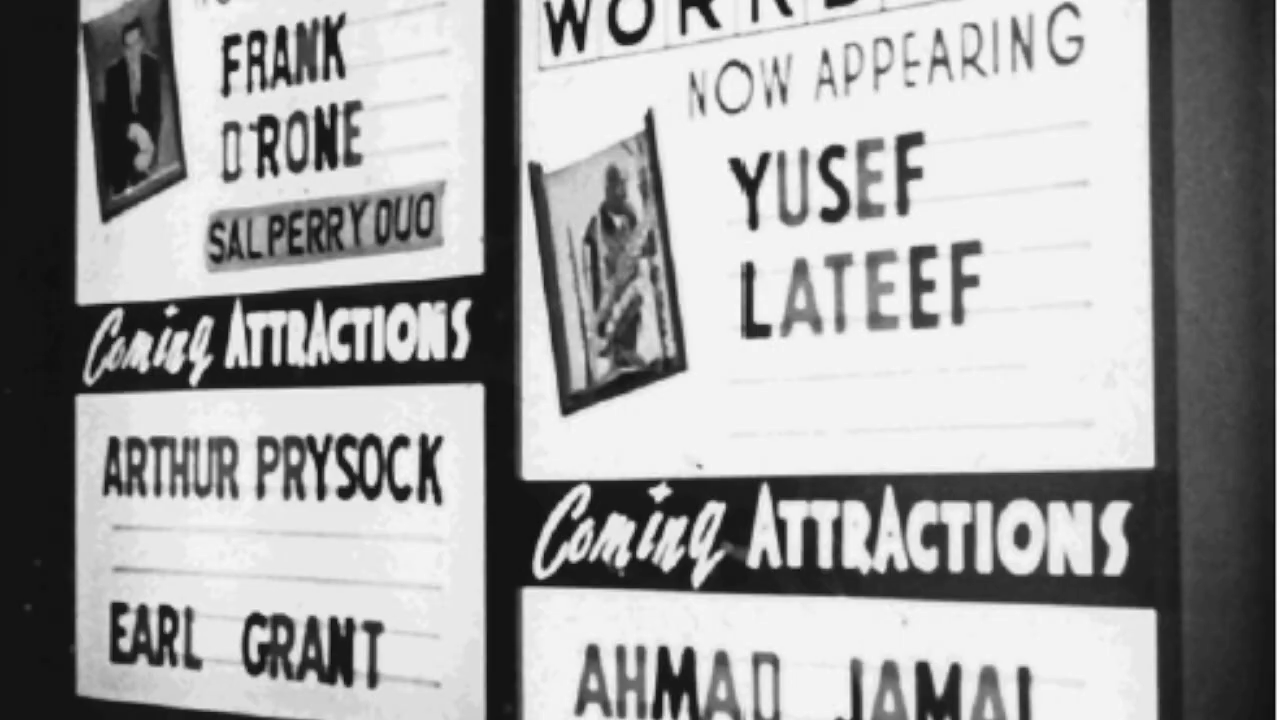 FRANK
D'RONE
SAL PERRY DUO
Coming ATTRACTIONS
ARTHUR PRYSOCK
EARL GRANT
NOW APPEARING
YUSEF
LATEEF
Coming ATTRACTIONS
AHMAD JAMAL